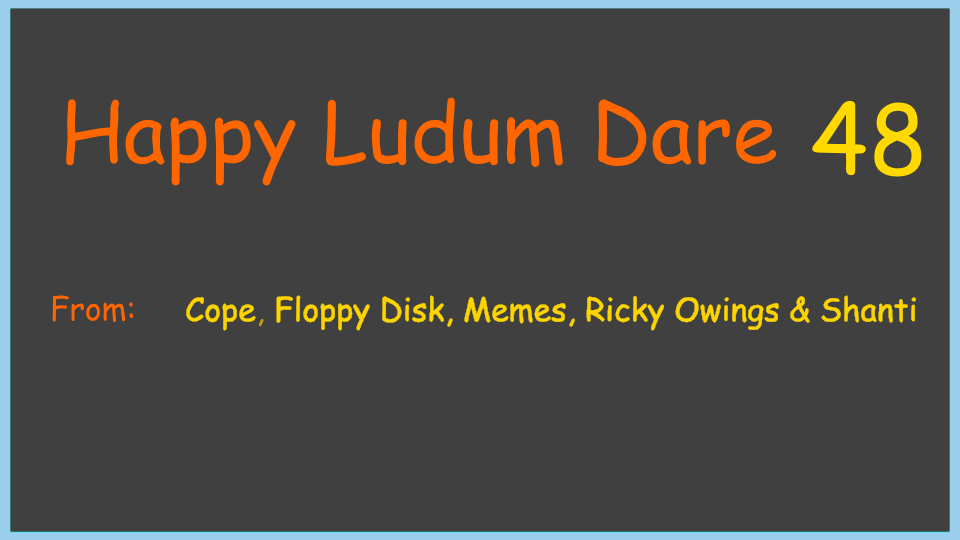 Happy Ludum Dare 48
From: Cope, Floppy Disk, Memes, Ricky Owings & Shanti